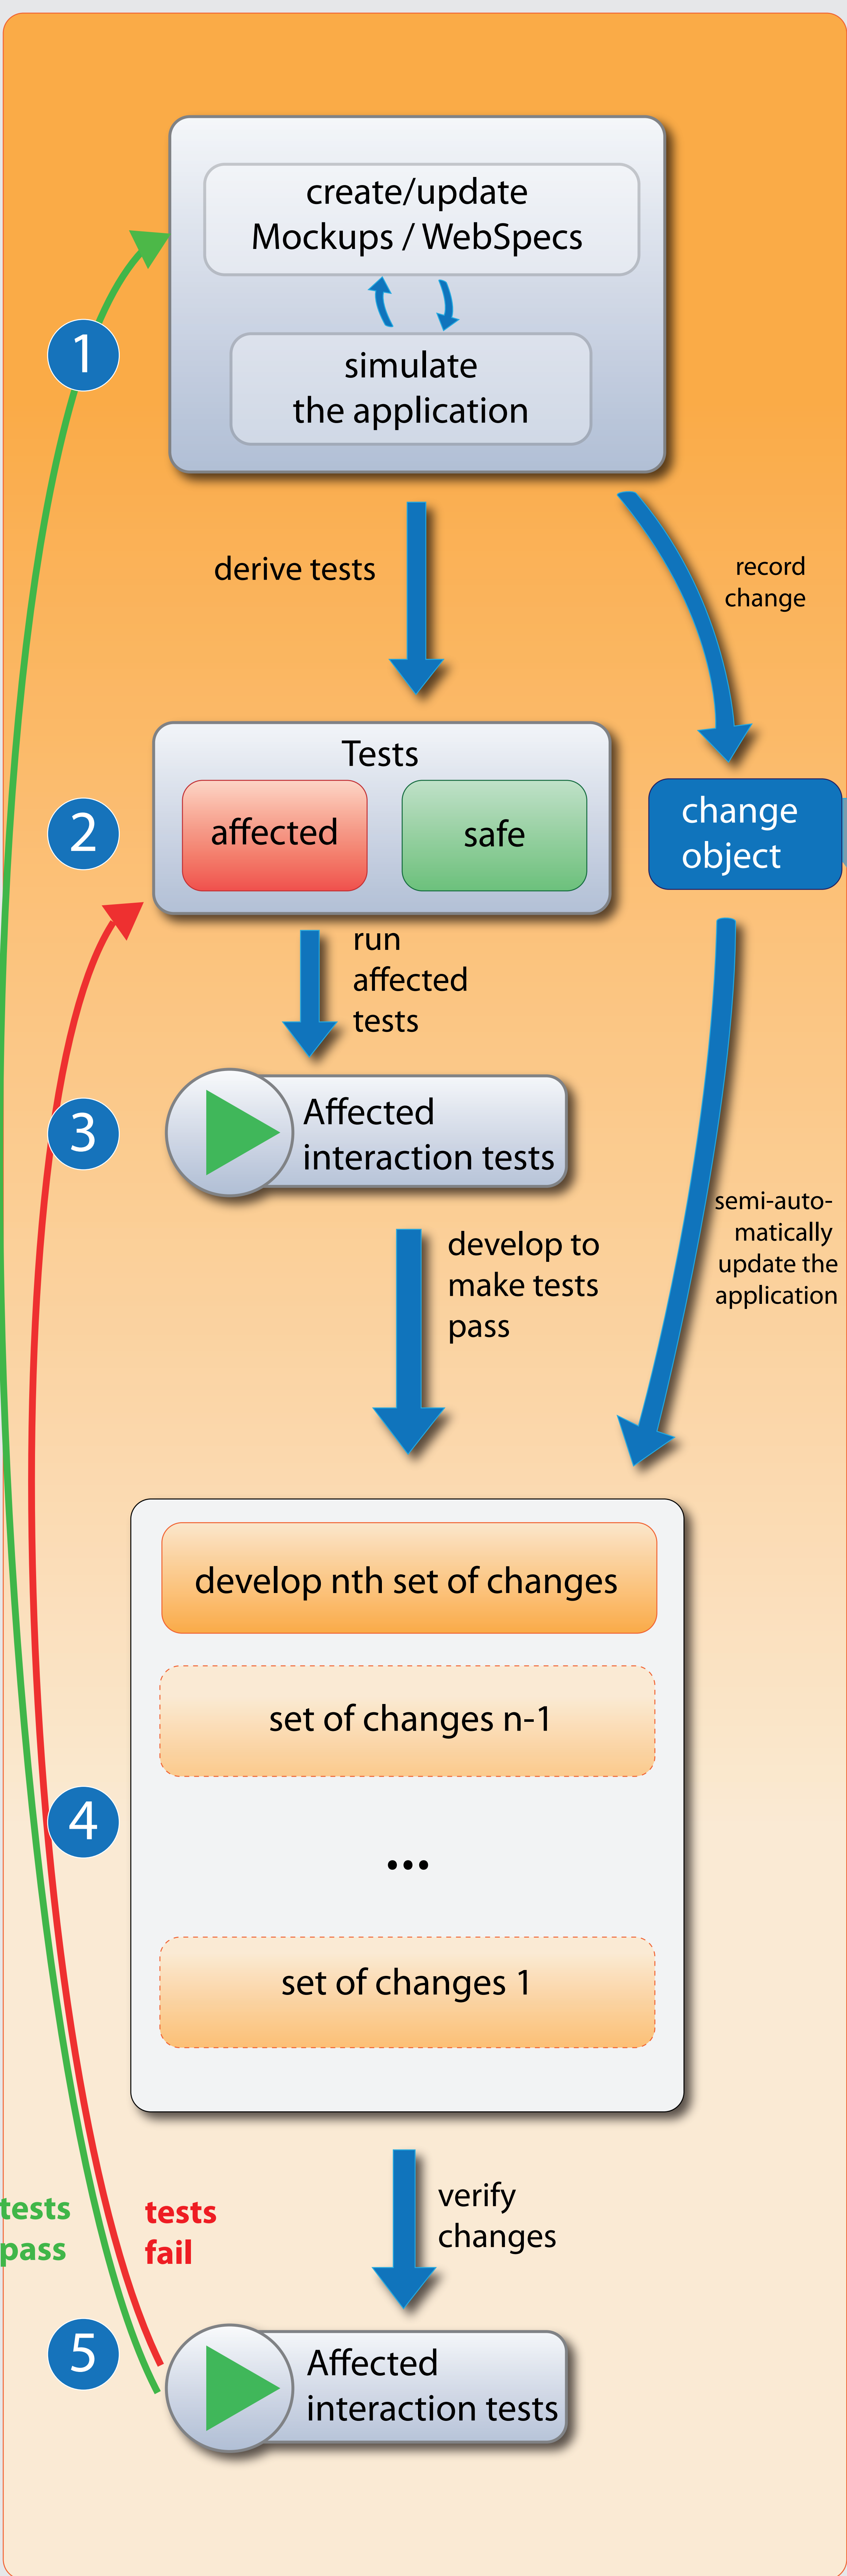 create/update
Mockups / WebSpecs
simulate
the application
1
derive tests
record
change
Tests
affected
safe
2
change
object
run
affected
tests
3
Affected
interaction tests
develop to
make tests
pass
semi-auto-
matically
update the
application
develop nth set of changes
set of changes n-1
4
...
set of changes 1
verify
changes
tests
pass
tests
fail
5
Affected
interaction tests